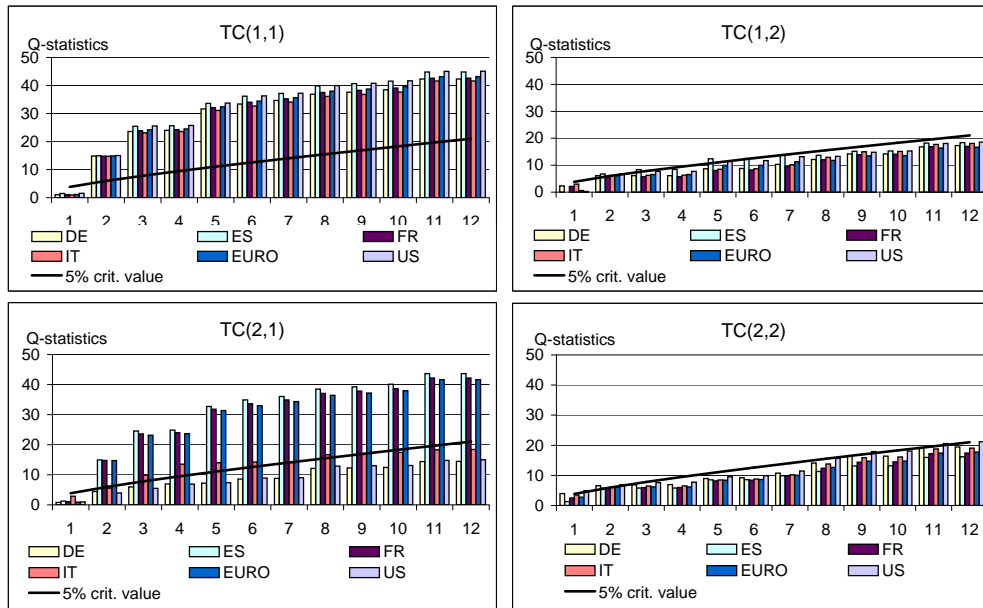 TC(1,1)
Q-statistics
50
40
30
20
10
0
1 2 3 4 5 6 7 8 9 10 11 12
DE ES FR
IT EURO US
5% crit. value
TC(1,2)
Q-statistics
50
40
30
20
10
0
1 2 3 4 5 6 7 8 9 10 11 12
DE ES FR
IT EURO US
5% crit. value
TC(2,1)
Q-statistics
50
40
30
20
10
0
1 2 3 4 5 6 7 8 9 10 11 12
DE ES FR
IT EURO US
5% crit. value
TC(2,2)
Q-statistics
50
40
30
20
10
0
1 2 3 4 5 6 7 8 9 10 11 12
DE ES FR
IT EURO US
5% crit. value